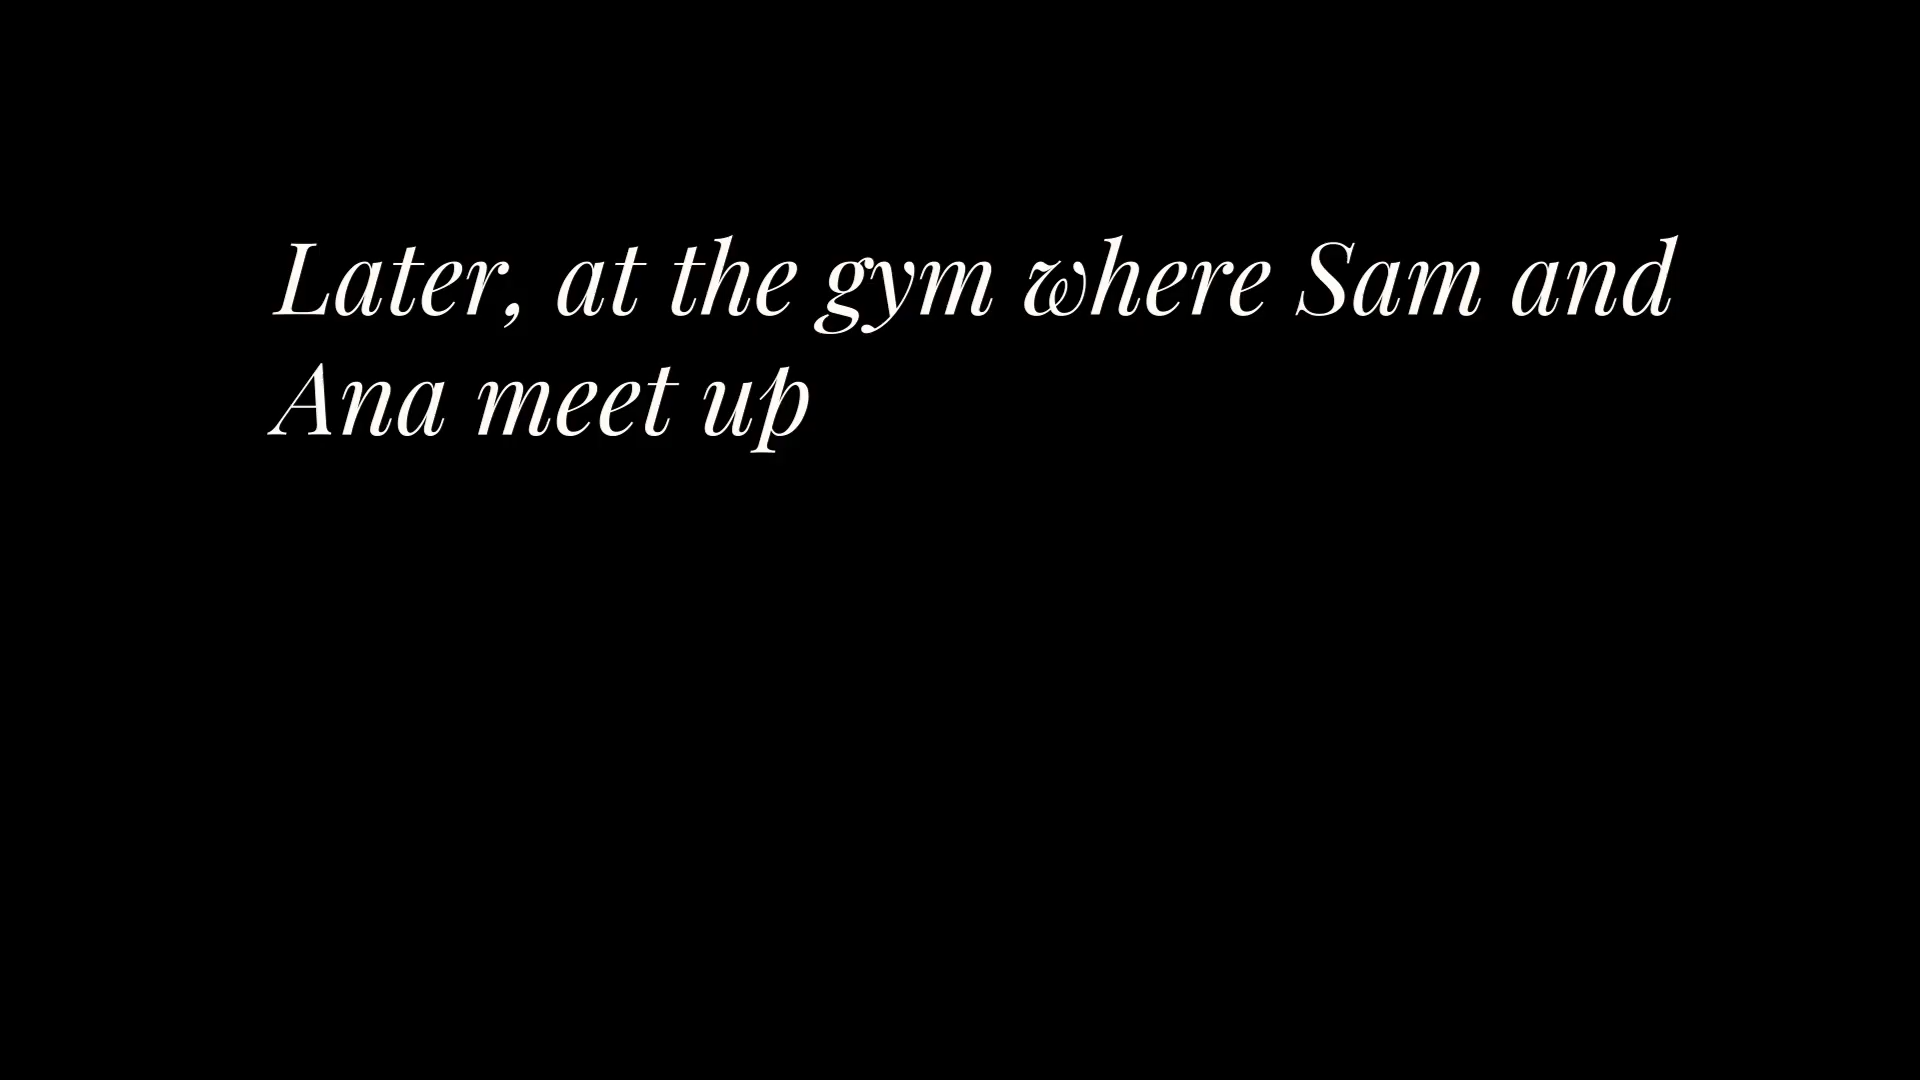 Later, at the gym where Sam and
Ana meet up